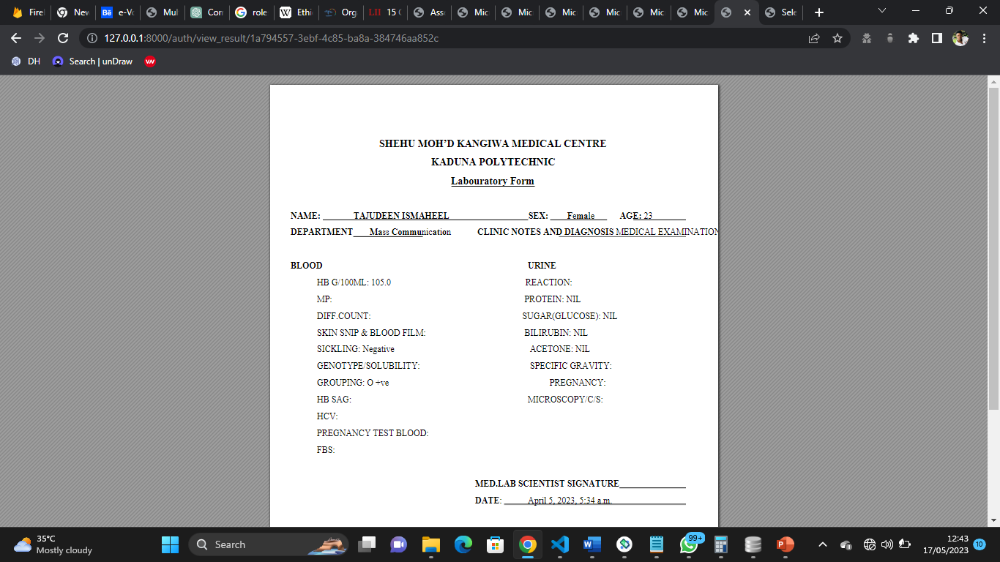 Firel
New
Bē e-Vo
Mul
Con
role
W Ethi
Org
LII 15 C
Asso
Mic
Mic
Mic
Mic
Mic
Mic
Sele
127.0.0.1:8000/auth/view_result/1a794557-3ebf-4c85-ba8a-384746aa852c
DH Search | unDraw
SHEHU MOH'D KANGIWA MEDICAL CENTRE
KADUNA POLYTECHNIC
Labouratory Form
NAME: TAJUDEEN ISMAHEEL SEX: Female AGE: 23
DEPARTMENT Mass Communication CLINIC NOTES AND DIAGNOSIS MEDICAL EXAMINATION
BLOOD URINE
HB G/100ML: 105.0 REACTION:
MP: PROTEIN: NIL
DIFF.COUNT: SUGAR(GLUCOSE): NIL
SKIN SNIP & BLOOD FILM: BILIRUBIN: NIL
SICKLING: Negative ACETONE: NIL
GENOTYPE/SOLUBILITY: SPECIFIC GRAVITY:
GROUPING: O +ve PREGNANCY:
HB SAG: MICROSCOPY/C/S:
HCV:
PREGNANCY TEST BLOOD:
FBS:
MED.LAB SCIENTIST SIGNATURE
DATE: April 5, 2023, 5:34 a.m.
35°C
Mostly cloudy
Search
99+
12:43
17/05/2023
10